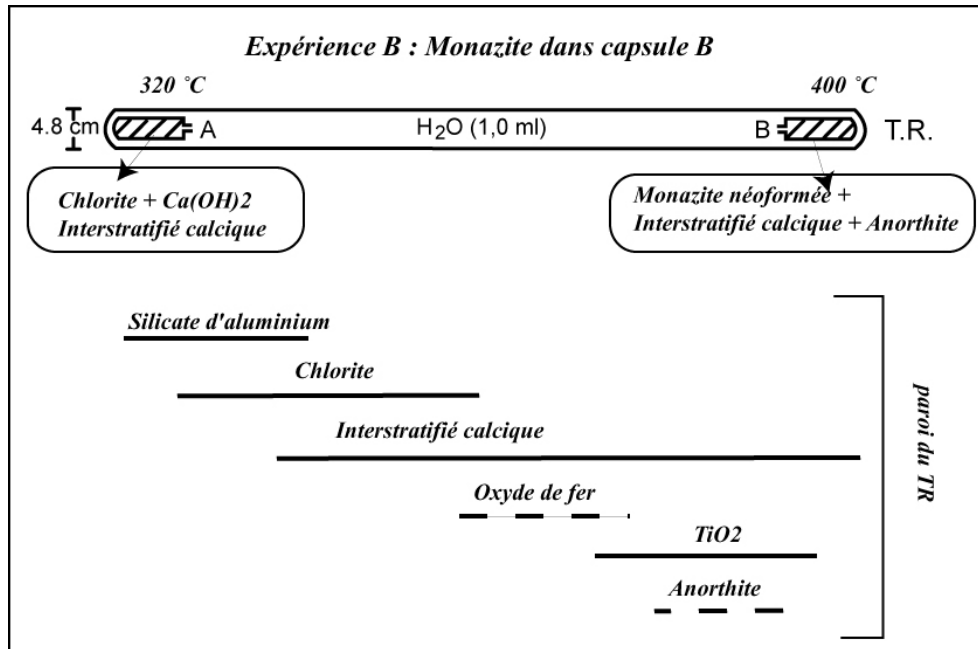 Expérience B : Monazite dans capsule B
320 °C
400 °C
4.8 cm
A
H2O (1,0 ml)
B
T.R.
Chlorite + Ca(OH)2
Interstratifié calcique
Monazite néoformée +
Interstratifié calcique + Anorthite
Silicate d'aluminium
Chlorite
Interstratifié calcique
Oxyde de fer
TiO2
Anorthite
paroi du TR